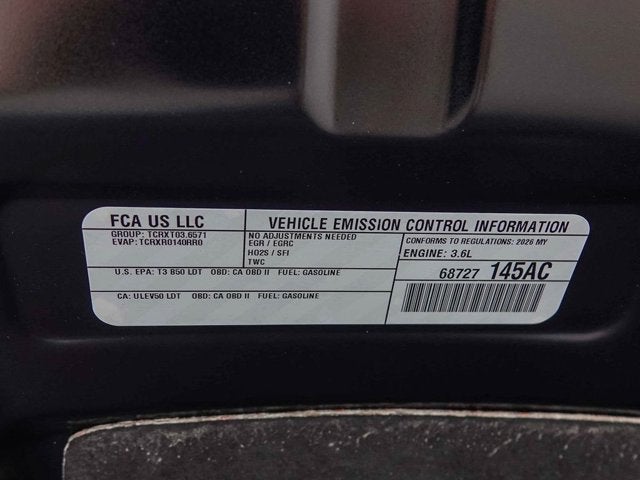 FCA US LLC
VEHICLE EMISSION CONTROL INFORMATION
GROUP: TCRXT03.6571
EVAP: TCRXR0140RR0
NO ADJUSTMENTS NEEDED
EGR / EGRC
HO2S / SFI
TWC
CONFORMS TO REGULATIONS: 2026 MY
ENGINE: 3.6L
U.S. EPA: T3 B50 LDT OBD: CA OBD II FUEL: GASOLINE
68727 145AC
CA: ULEV50 LDT OBD: CA OBD II FUEL: GASOLINE